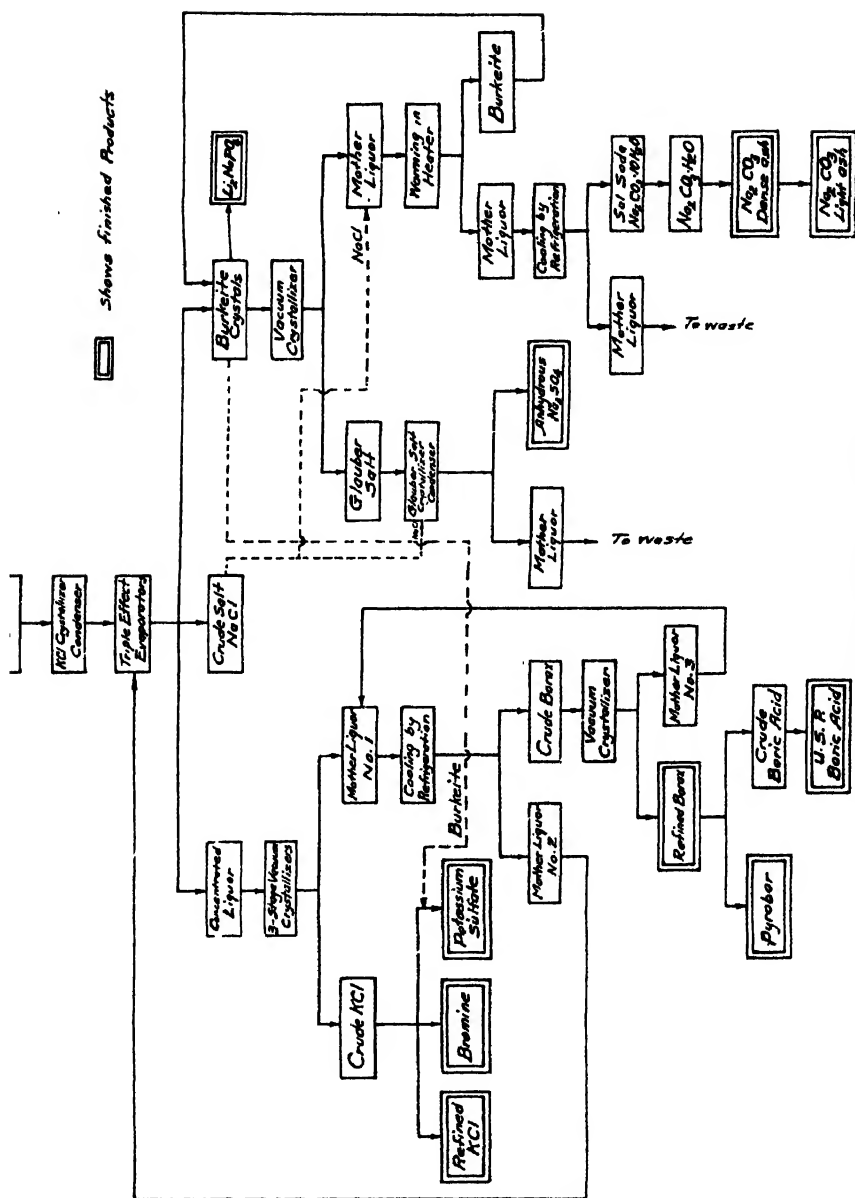 Shows Finished Products
KCl Crystallizer
Condenser
Triple Effect
Evaporators
Crude Salt
NaCl
Burkeite
Crystals
Li₂NaPO₄
Vacuum
Crystallizer
Glauber
Salt
Glauber Salt
Crystallizer
Condenser
NaCl
Mother
Liquor
To waste
Anhydrous
Na₂SO₄
NaCl
Mother
Liquor
Warming in
Heater
Burkeite
Mother
Liquor
Cooling by
Refrigeration
Mother
Liquor
To waste
Sal Soda
Na₂CO₃·10H₂O
Na₂CO₃·H₂O
Na₂CO₃
Dense ash
Na₂CO₃
Light ash
Concentrated
Liquor
3-Stage Vacuum
Crystallizers
Crude KCl
Refined
KCl
Bromine
Potassium
Sulfate
Burkeite
Mother Liquor
No. 1
Cooling by
Refrigeration
Mother Liquor
No. 2
Crude Borax
Vacuum
Crystallizer
Mother Liquor
No. 3
Refined Borax
Pyrobor
Crude
Boric Acid
U.S.P.
Boric Acid